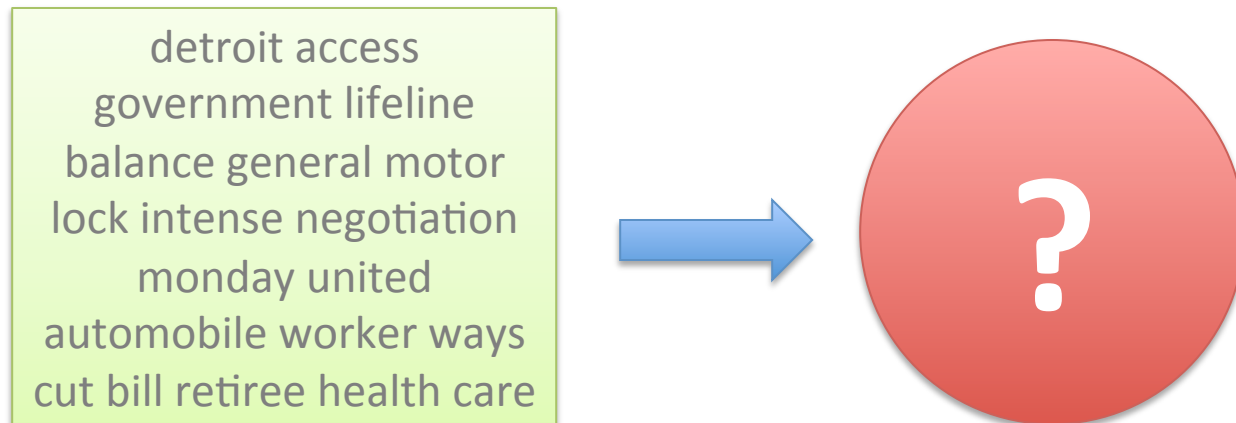 detroit access
government lifeline
balance general motor
lock intense negotiation
monday united
automobile worker ways
cut bill retiree health care
?